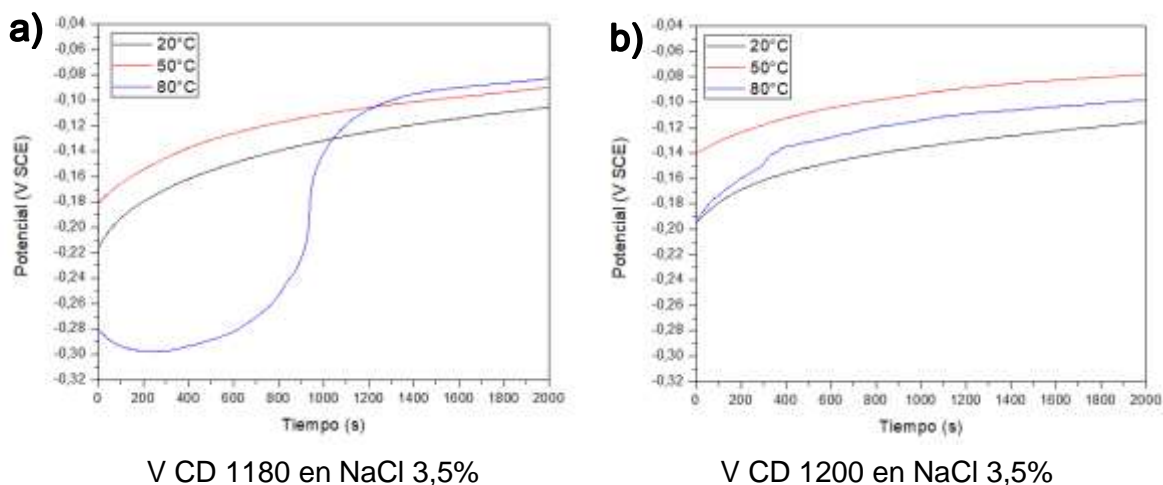 a)
-0,04
-0,06
-0,08
-0,10
-0,12
-0,14
-0,16
-0,18
-0,20
-0,22
-0,24
-0,26
-0,28
-0,30
-0,32
Potencial (V SCE)
20°C
50°C
80°C
0 200 400 600 800 1000 1200 1400 1600 1800 2000
Tiempo (s)
V CD 1180 en NaCl 3,5%
b)
-0,04
-0,06
-0,08
-0,10
-0,12
-0,14
-0,16
-0,18
-0,20
-0,22
-0,24
-0,26
-0,28
-0,30
-0,32
Potencial (V SCE)
20°C
50°C
80°C
0 200 400 600 800 1000 1200 1400 1600 1800 2000
Tiempo (s)
V CD 1200 en NaCl 3,5%